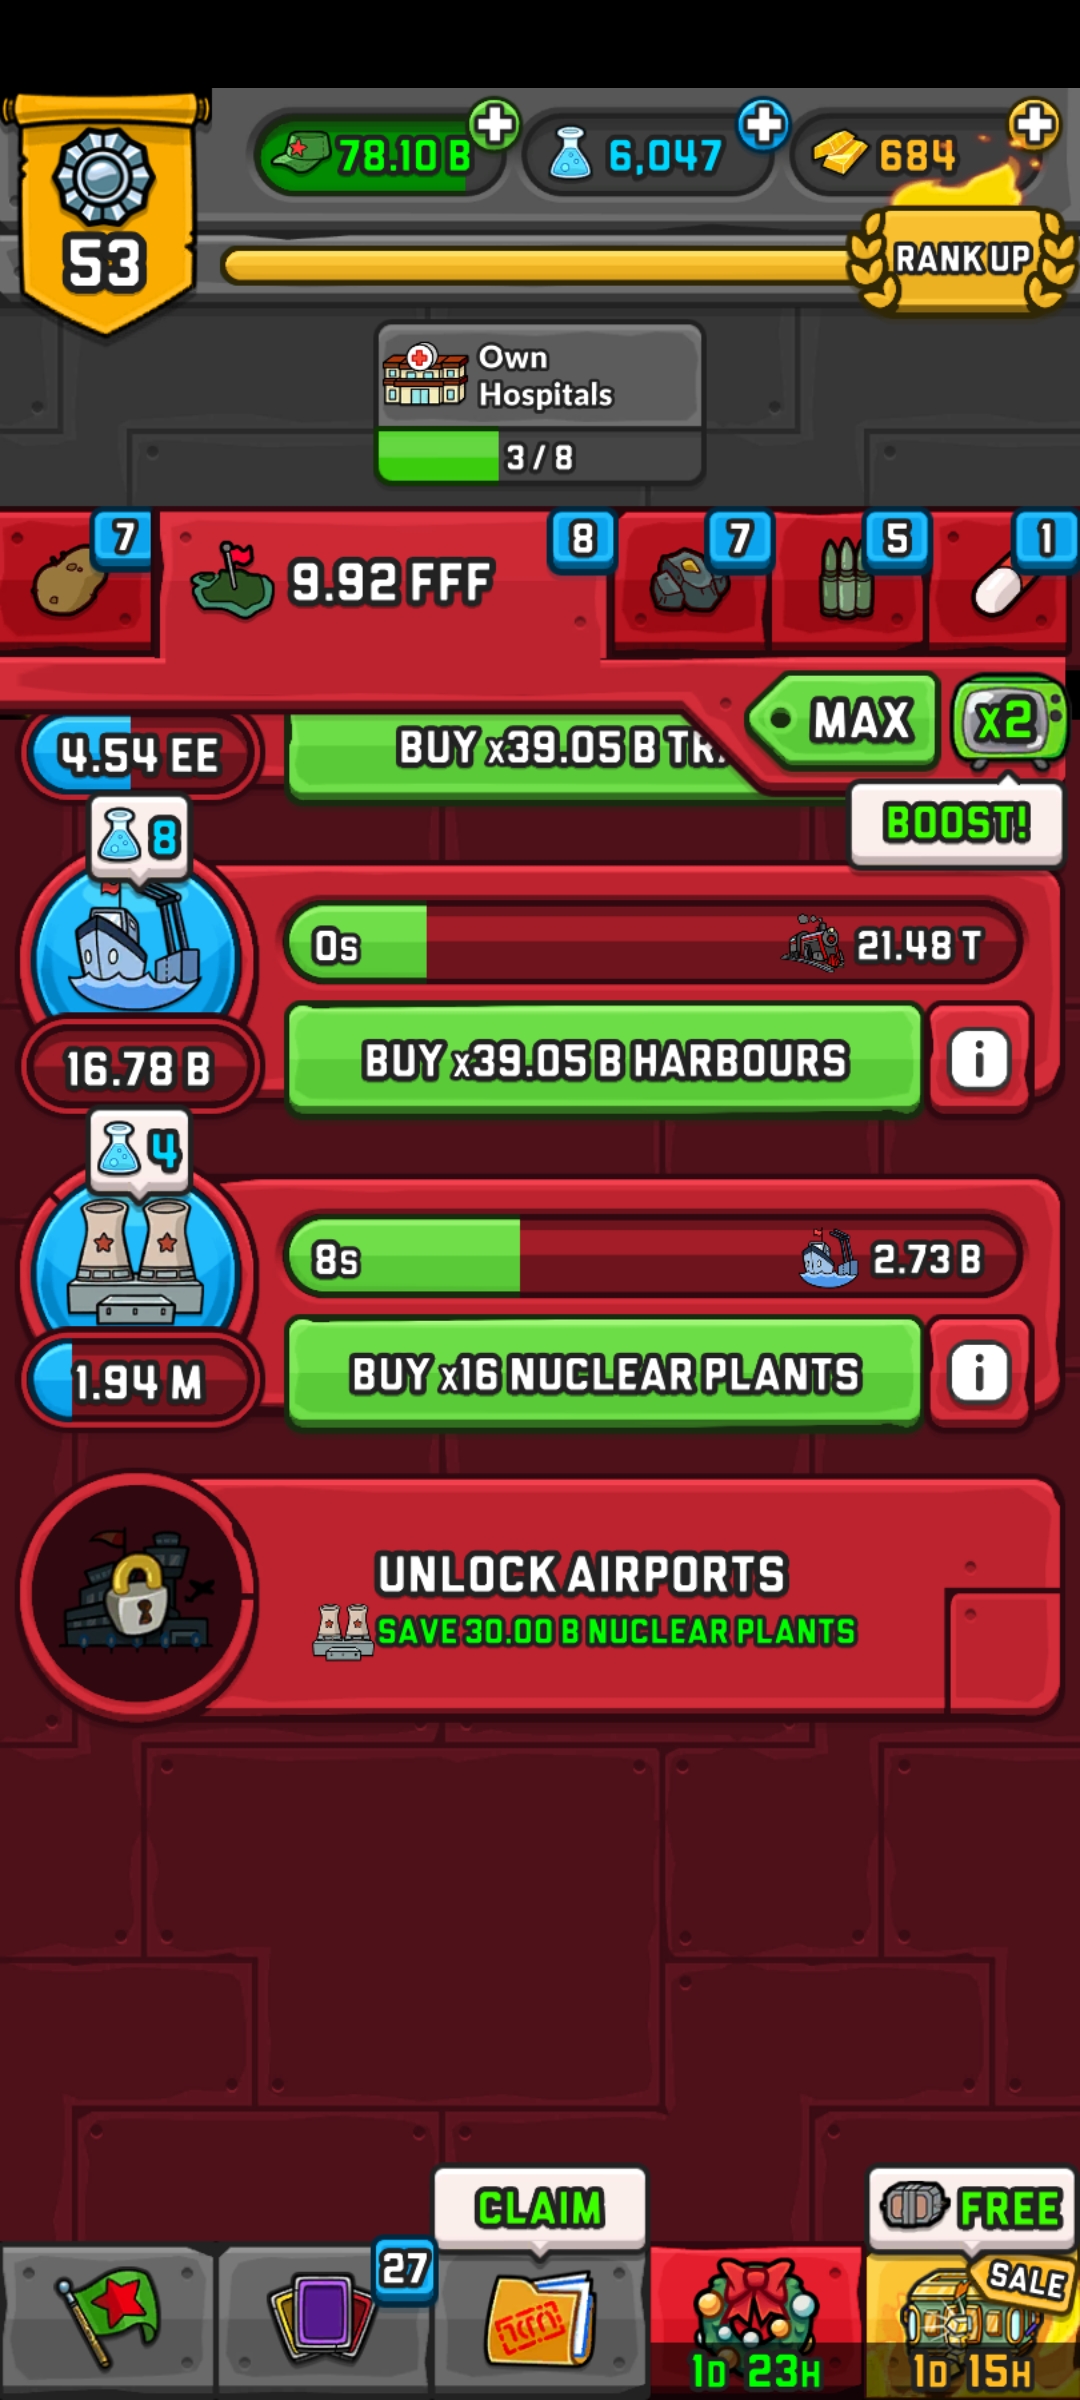 78.10 B
6,047
684
53
RANK UP
Own
Hospitals
3 / 8
7
9.92 FFF
8
7
5
1
MAX
x2
4.54 EE
BUY x39.05 B TR
BOOST!
8
0s
21.48 T
16.78 B
BUY x39.05 B HARBOURS
i
4
8s
2.73 B
1.94 M
BUY x16 NUCLEAR PLANTS
i
UNLOCK AIRPORTS
SAVE 30.00 B NUCLEAR PLANTS
CLAIM
FREE
27
SALE
1D 23H
1D 15H